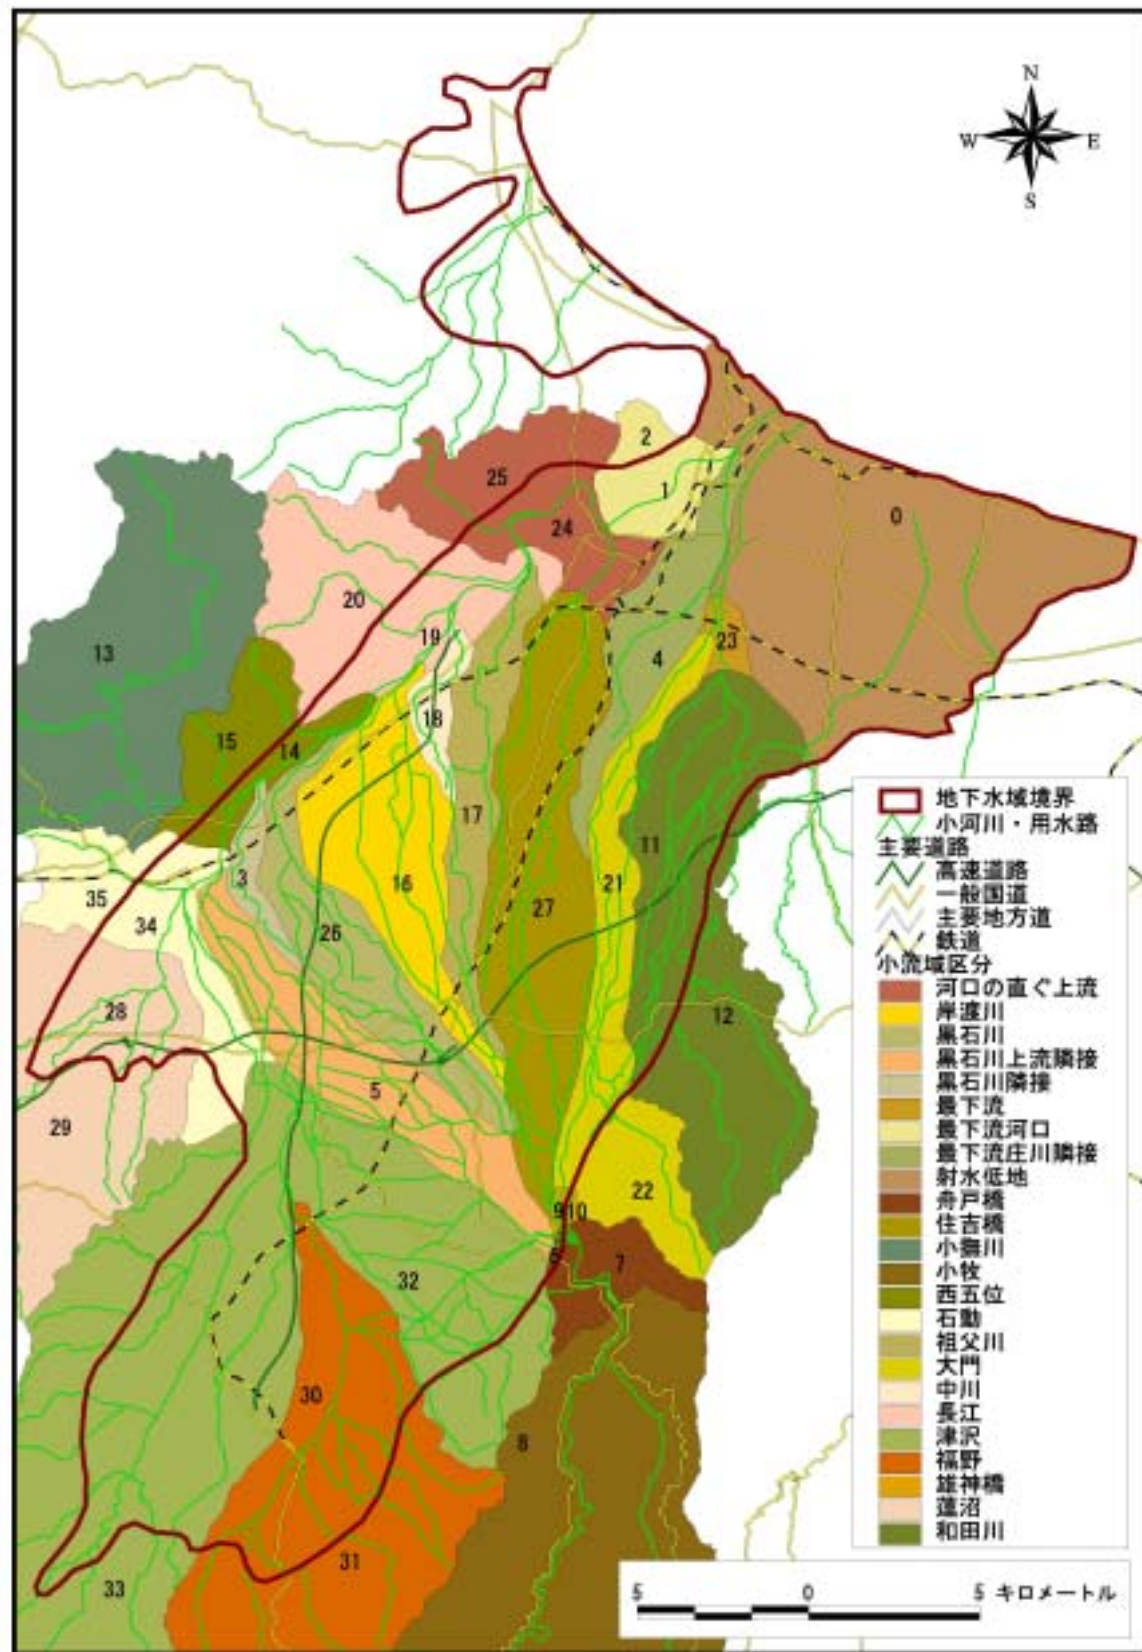 N
W E
S
2
25
1
0
24
20
13
19
4
23
18
15
14
17
11
3
16
21
35
27
26
34
28
12
5
29
22
9
10
6
7
32
30
8
31
33
地下水域境界
小河川・用水路
主要道路
高速道路
一般国道
主要地方道
鉄道
小流域区分
河口の直ぐ上流
岸渡川
黒石川
黒石川上流隣接
黒石川隣接
最下流
最下流河口
最下流庄川隣接
射水低地
舟戸橋
住吉橋
小撫川
小牧
西五位
石動
祖父川
大門
中川
長江
津沢
福野
雄神橋
蓮沼
和田川
5 0 5 キロメートル